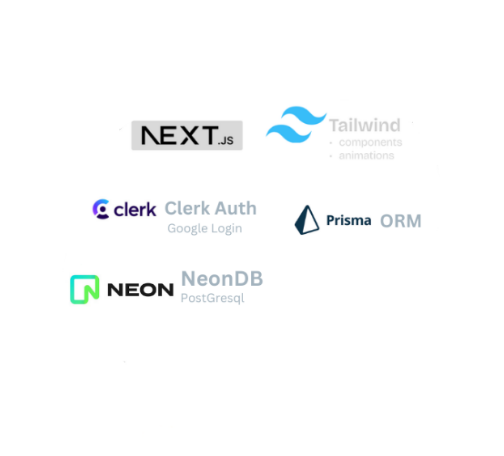 NEXT.JS
Tailwind
• components
• animations
clerk Clerk Auth
Google Login
Prisma ORM
NEON NeonDB
PostGresql